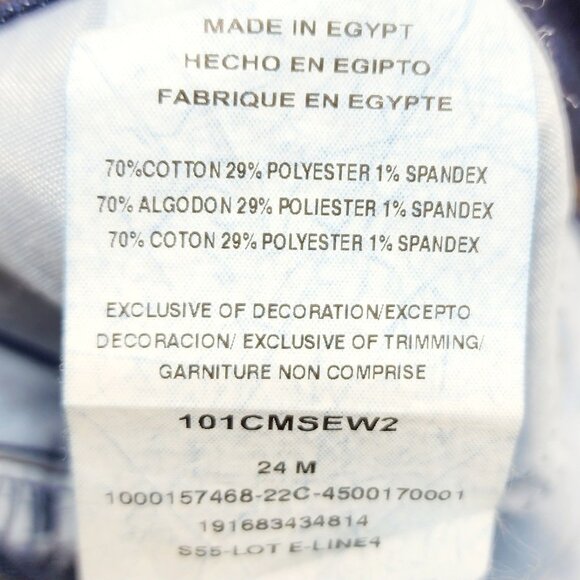 MADE IN EGYPT
HECHO EN EGIPTO
FABRIQUE EN EGYPTE
70%COTTON 29% POLYESTER 1% SPANDEX
70% ALGODON 29% POLIESTER 1% SPANDEX
70% COTON 29% POLYESTER 1% SPANDEX
EXCLUSIVE OF DECORATION/EXCEPTO
DECORACION/ EXCLUSIVE OF TRIMMING/
GARNITURE NON COMPRISE
101CMSEW2
24 M
1000157468-22C-4500170001
191683434814
S55-LOT E-LINE4